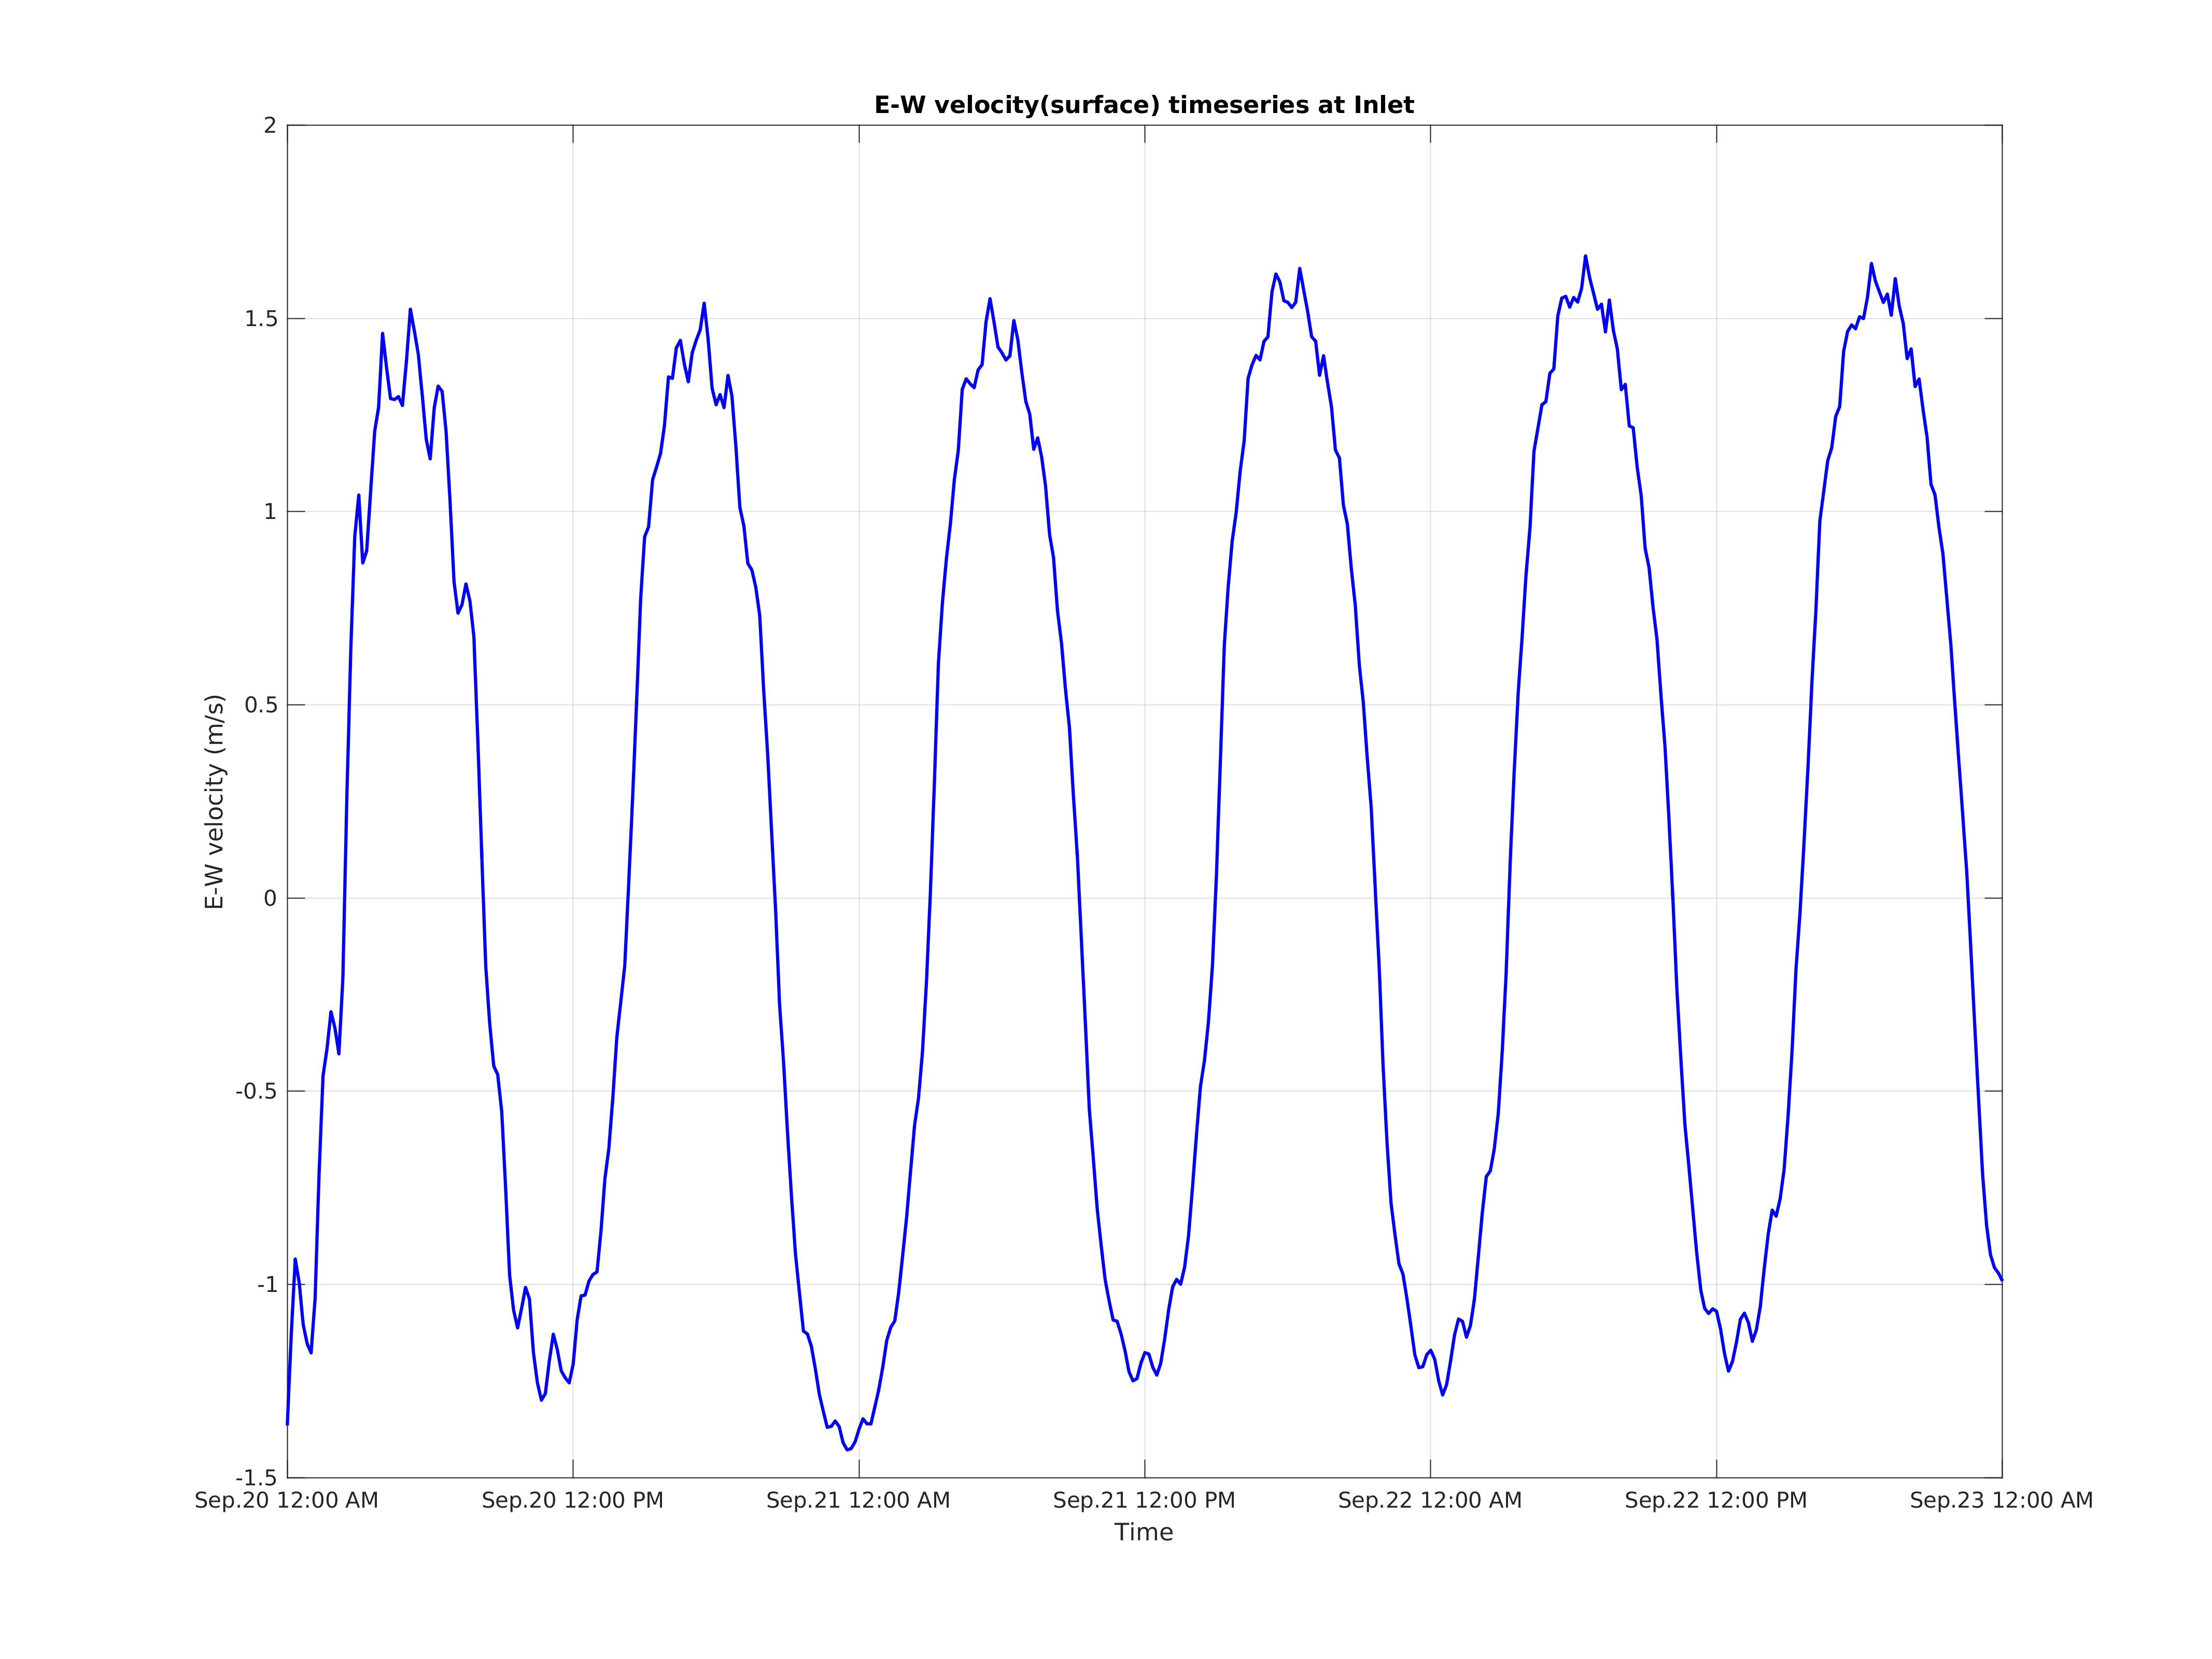 E-W velocity(surface) timeseries at Inlet
2
1.5
1
0.5
0
-0.5
-1
-1.5
E-W velocity (m/s)
Sep.20 12:00 AM Sep.20 12:00 PM Sep.21 12:00 AM Sep.21 12:00 PM Sep.22 12:00 AM Sep.22 12:00 PM Sep.23 12:00 AM
Time